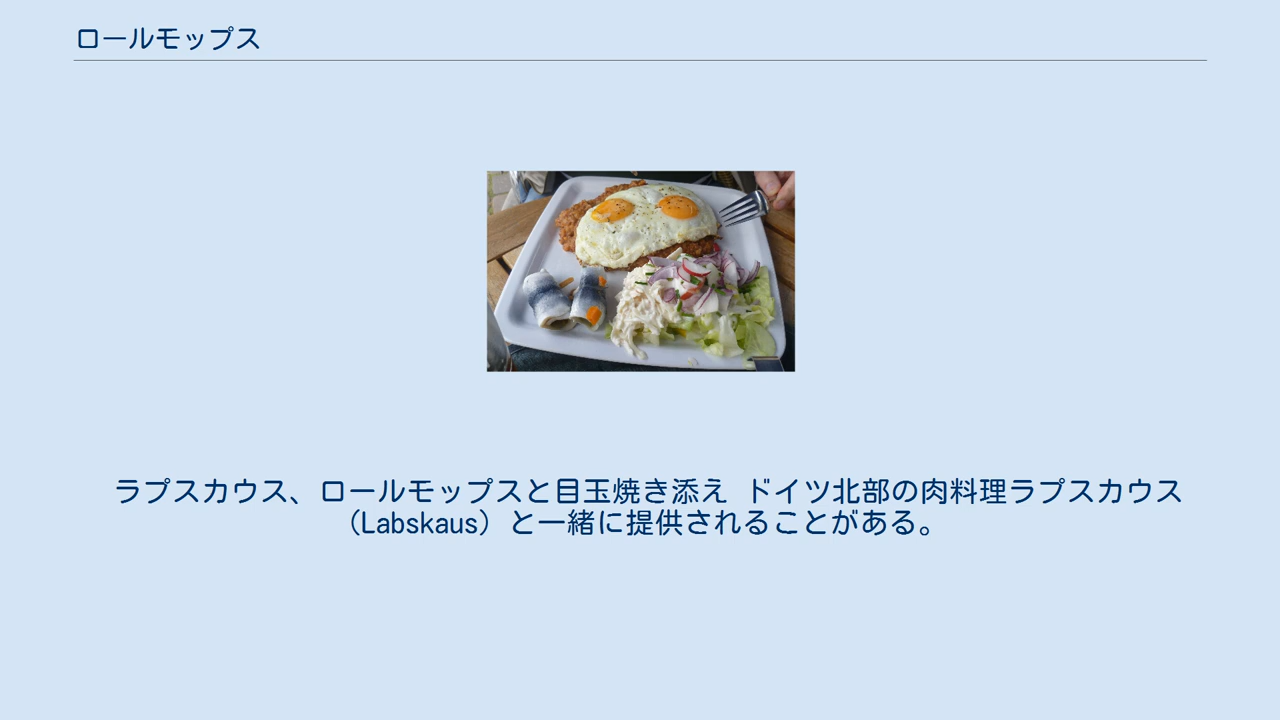 ロールモップス
ラプスカウス、ロールモップスと目玉焼き添え ドイツ北部の肉料理ラプスカウス
（Labskaus）と一緒に提供されることがある。